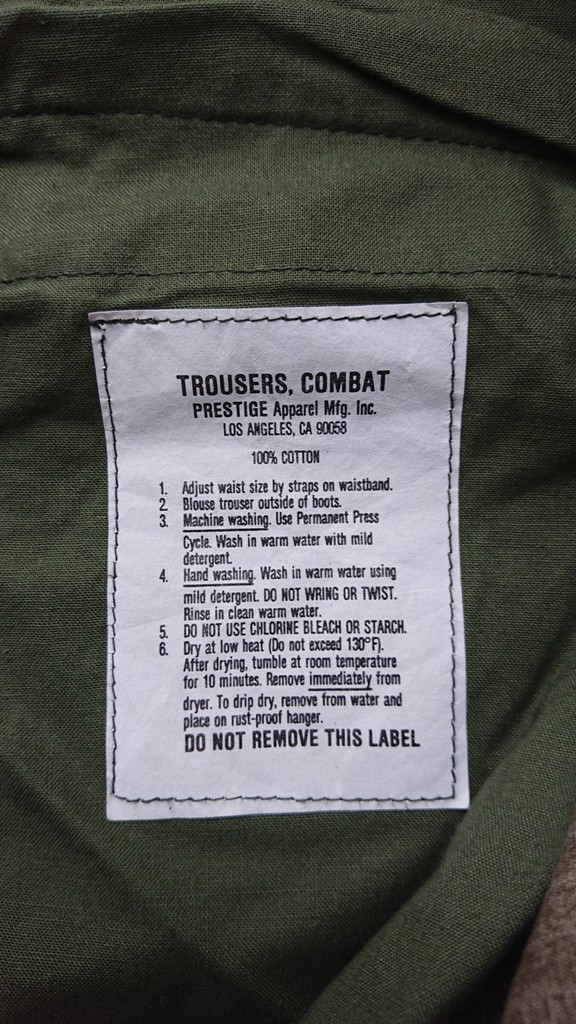 TROUSERS, COMBAT
PRESTIGE Apparel Mfg. Inc.
LOS ANGELES, CA 90058
100% COTTON
1. Adjust waist size by straps on waistband.
2. Blouse trouser outside of boots.
3. Machine washing. Use Permanent Press
Cycle. Wash in warm water with mild
detergent.
4. Hand washing. Wash in warm water using
mild detergent. DO NOT WRING OR TWIST.
Rinse in clean warm water.
5. DO NOT USE CHLORINE BLEACH OR STARCH.
6. Dry at low heat (Do not exceed 130°F).
After drying, tumble at room temperature
for 10 minutes. Remove immediately from
dryer. To drip dry, remove from water and
place on rust-proof hanger.
DO NOT REMOVE THIS LABEL